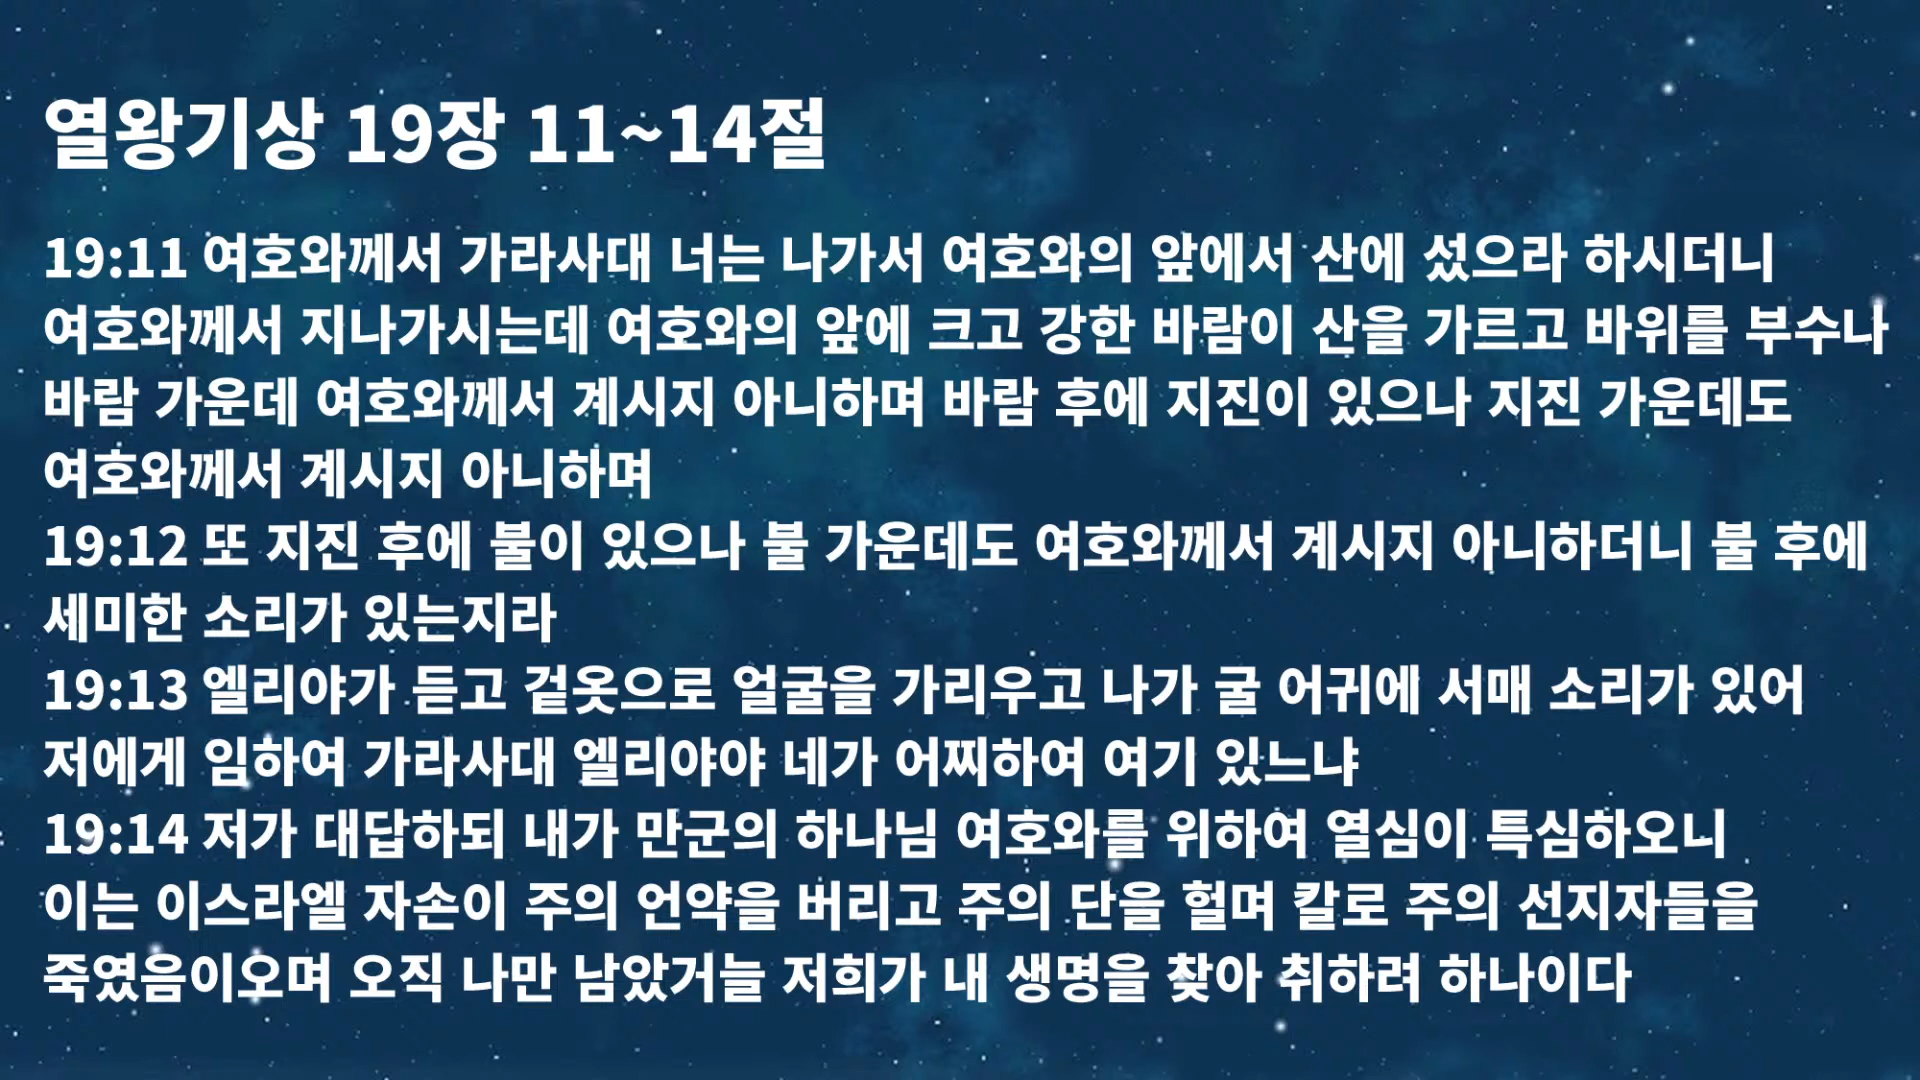 열왕기상 19장 11~14절
19:11 여호와께서 가라사대 너는 나가서 여호와의 앞에서 산에 섰으라 하시더니
여호와께서 지나가시는데 여호와의 앞에 크고 강한 바람이 산을 가르고 바위를 부수나
바람 가운데 여호와께서 계시지 아니하며 바람 후에 지진이 있으나 지진 가운데도
여호와께서 계시지 아니하며
19:12 또 지진 후에 불이 있으나 불 가운데도 여호와께서 계시지 아니하더니 불 후에
세미한 소리가 있는지라
19:13 엘리야가 듣고 겉옷으로 얼굴을 가리우고 나가 굴 어귀에 서매 소리가 있어
저에게 임하여 가라사대 엘리야야 네가 어찌하여 여기 있느냐
19:14 저가 대답하되 내가 만군의 하나님 여호와를 위하여 열심이 특심하오니
이는 이스라엘 자손이 주의 언약을 버리고 주의 단을 헐며 칼로 주의 선지자들을
죽였음이오며 오직 나만 남았거늘 저희가 내 생명을 찾아 취하려 하나이다